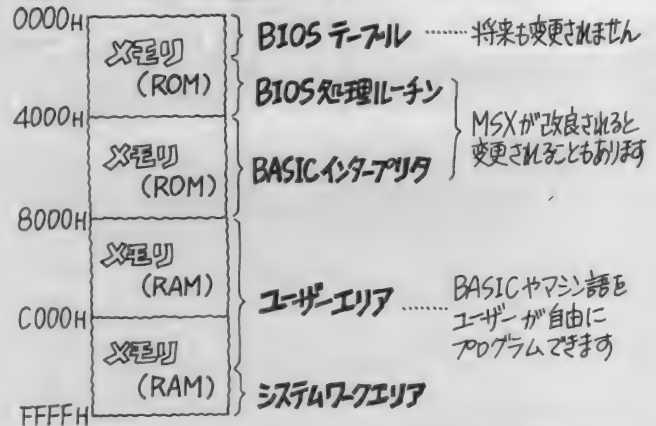 0000H
メモリ
(ROM)
BIOS テーブル ……… 将来も変更されません
BIOS処理ルーチン
4000H
MSXが改良されると
変更されることもあります
メモリ
(ROM)
BASICインタープリタ
8000H
メモリ
(RAM)
ユーザーエリア ……… BASICやマシン語を
ユーザーが自由に
プログラムできます
C000H
メモリ
(RAM)
システムワークエリア
FFFFH